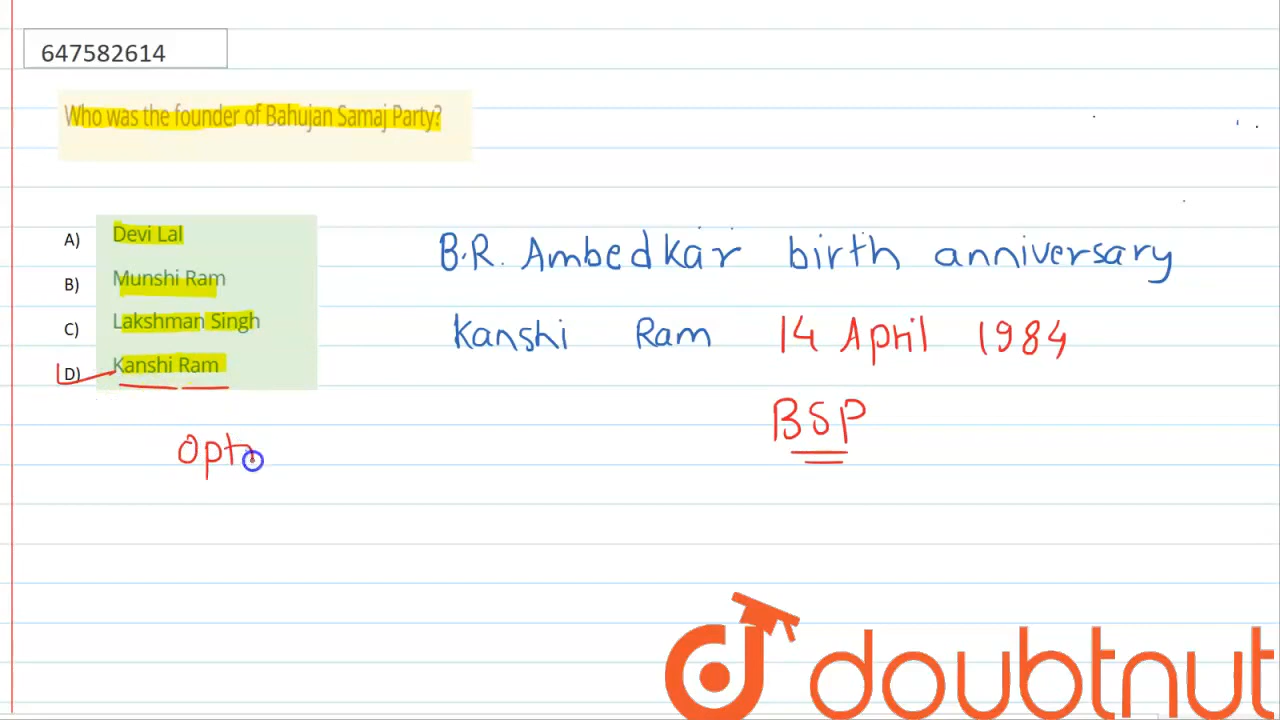 647582614
Who was the founder of Bahujan Samaj Party?
A) Devi Lal
B) Munshi Ram
C) Lakshman Singh
D) Kanshi Ram
B.R. Ambedkar birth anniversary
Kanshi Ram 14 April 1984
BSP
Opt
doubtnut